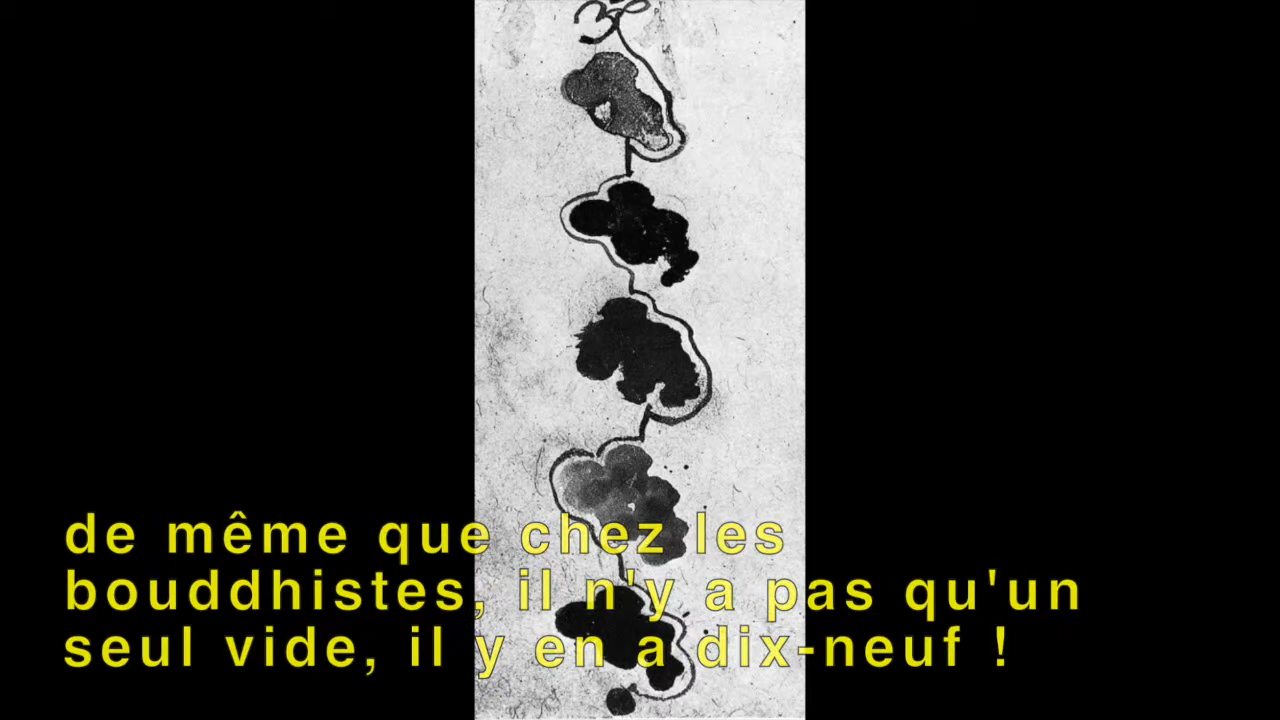 de même que chez les
bouddhistes, il n'y a pas qu'un
seul vide, il y en a dix-neuf !